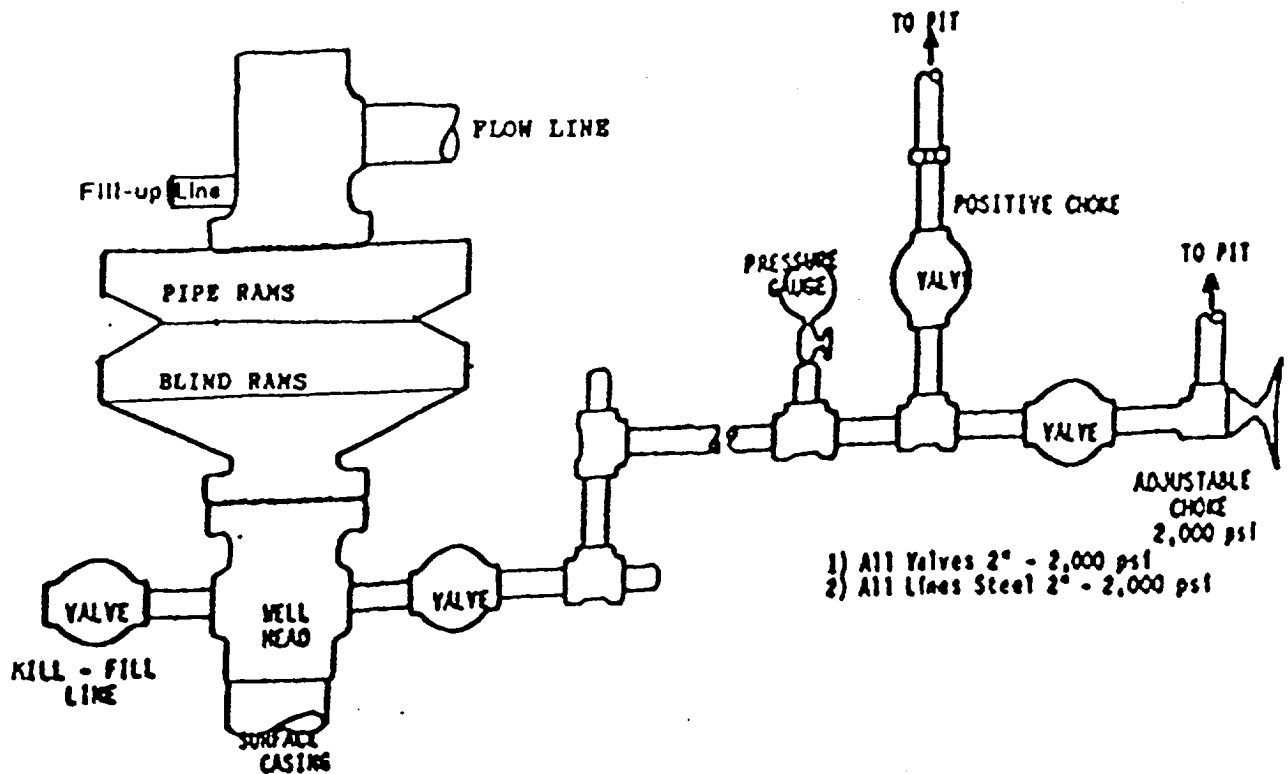 TO PIT
FLOW LINE
Fill-up Line
POSITIVE CHOKE
PIPE RAMS
PRESSURE
GAUGE
VALVE
TO PIT
BLIND RAMS
VALVE
ADJUSTABLE
CHOKE
2,000 psi
1) All Valves 2" - 2,000 psi
2) All Lines Steel 2" - 2,000 psi
VALVE
WELL
HEAD
VALVE
KILL - FILL
LINE
SURFACE
CASING